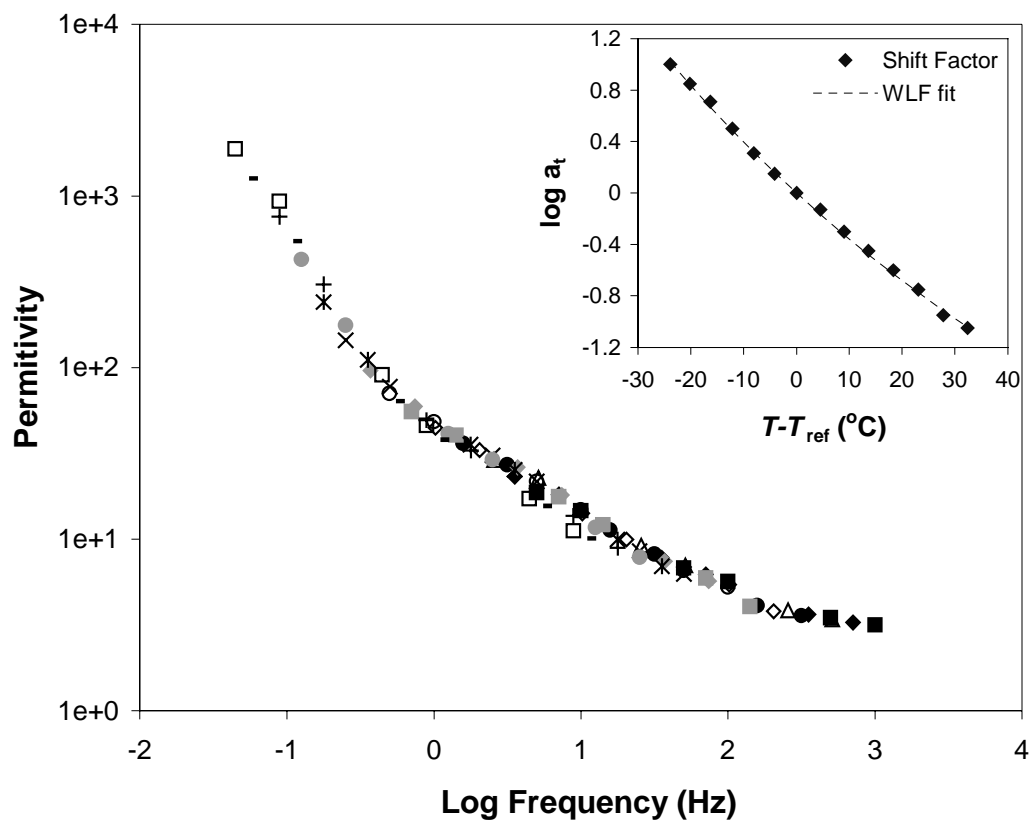 1e+4
1e+3
1e+2
1e+1
1e+0
Permitivity
-2
-1
0
1
2
3
4
Log Frequency (Hz)
1.2
0.8
0.4
0
-0.4
-0.8
-1.2
log aₜ
-30
-20
-10
0
10
20
30
40
T-Tref (°C)
Shift Factor
WLF fit